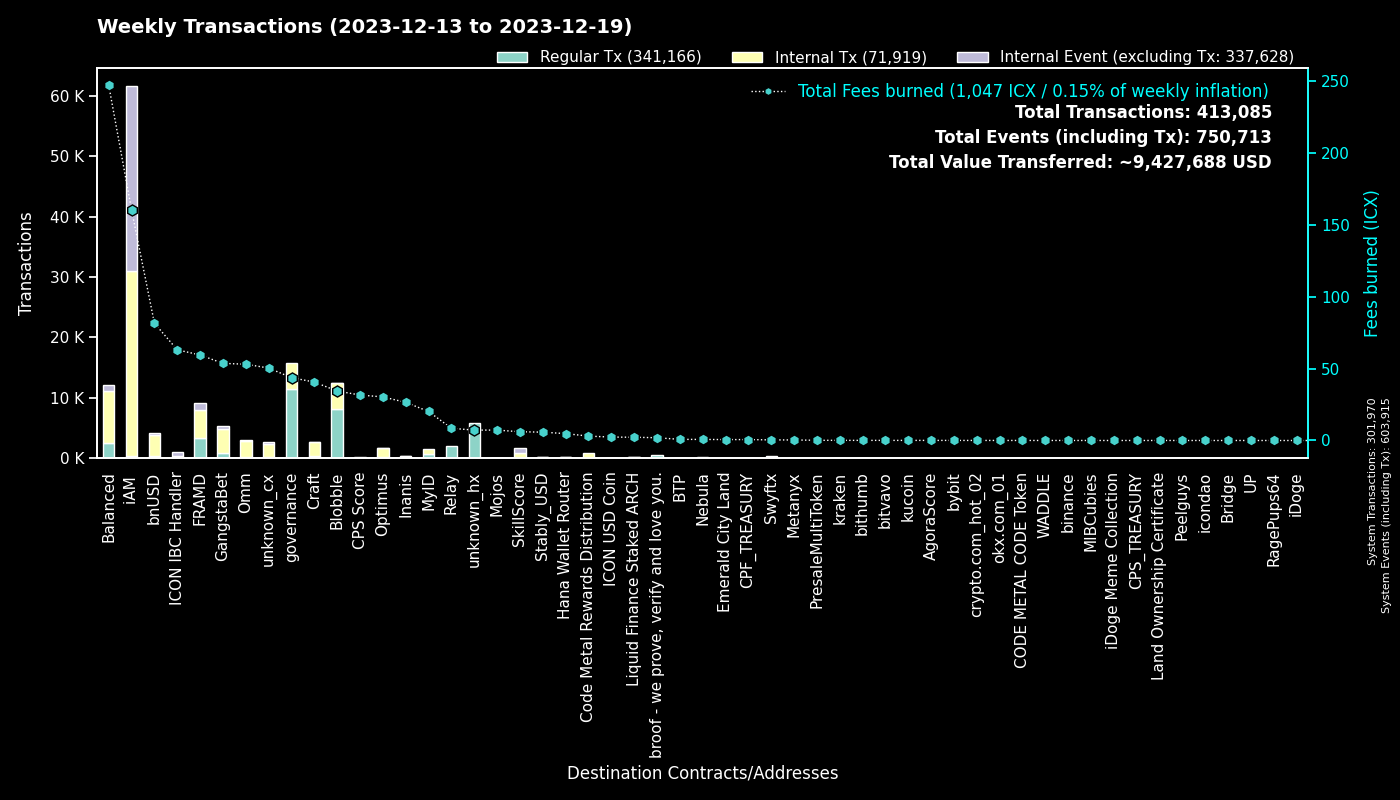 Weekly Transactions (2023-12-13 to 2023-12-19)
Regular Tx (341,166)
Internal Tx (71,919)
Internal Event (excluding Tx: 337,628)
Total Fees burned (1,047 ICX / 0.15% of weekly inflation)
Total Transactions: 413,085
Total Events (including Tx): 750,713
Total Value Transferred: ~9,427,688 USD
Transactions
60 K
50 K
40 K
30 K
20 K
10 K
0 K
250
200
150
100
50
0
Fees burned (ICX)
System Transactions: 301,970
System Events (including Tx): 603,915
Balanced
iAM
bnUSD
ICON IBC Handler
FRAMD
GangstaBet
Omm
unknown_cx
governance
Craft
Blobble
CPS Score
Optimus
Inanis
MyID
Relay
unknown_hx
Mojos
SkillScore
Stably_USD
Hana Wallet Router
Code Metal Rewards Distribution
ICON USD Coin
Liquid Finance Staked ARCH
broof - we prove, verify and love you.
BTP
Nebula
Emerald City Land
CPF_TREASURY
Swyftx
Metanyx
PresaleMultiToken
kraken
bithumb
bitvavo
kucoin
AgoraScore
bybit
crypto.com_hot_02
okx.com_01
CODE METAL CODE Token
WADDLE
binance
MIBCubies
iDoge Meme Collection
CPS_TREASURY
Land Ownership Certificate
Peelguys
icondao
Bridge
UP
RagePups64
iDoge
Destination Contracts/Addresses